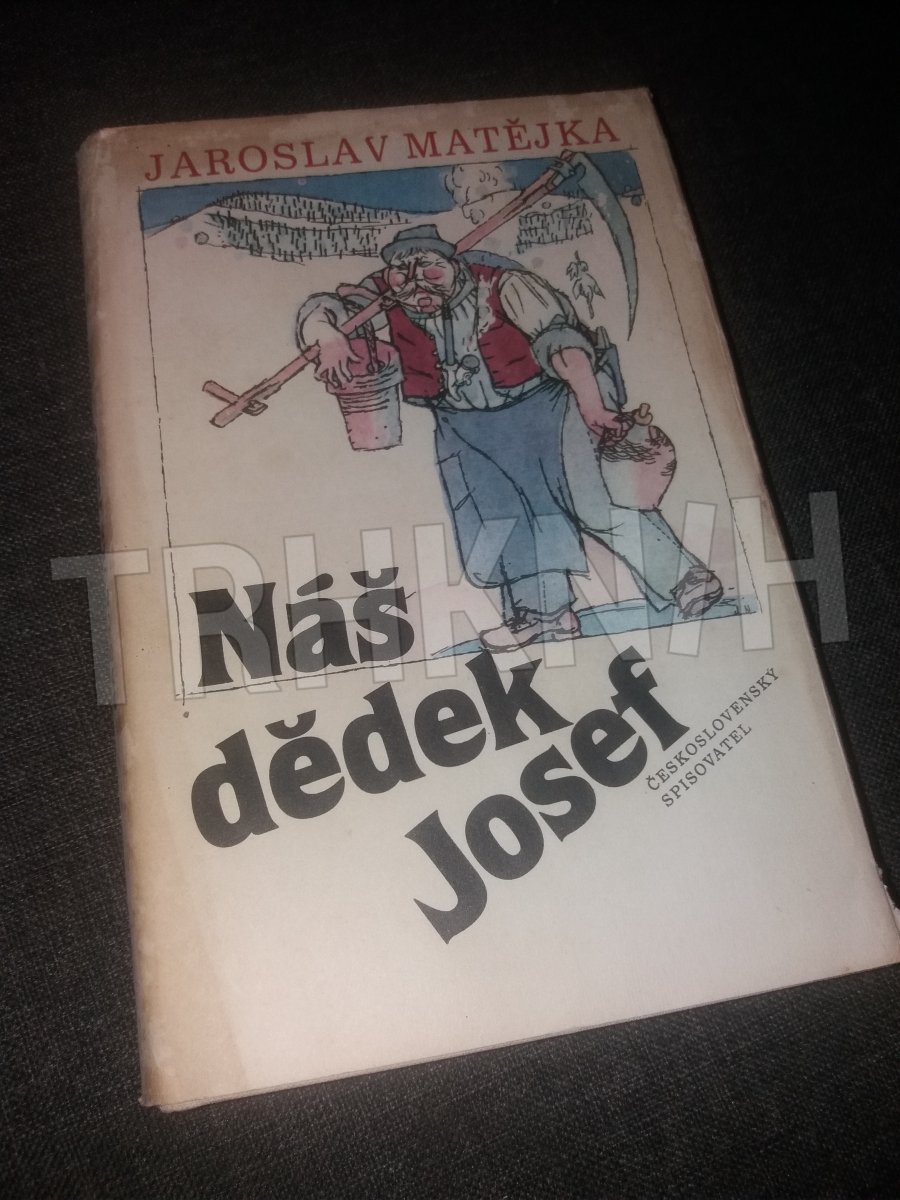 JAROSLAV MATĚJKA
Náš
dědek
Josef
ČESKOSLOVENSKÝ
SPISOVATEL
TRHKNIH